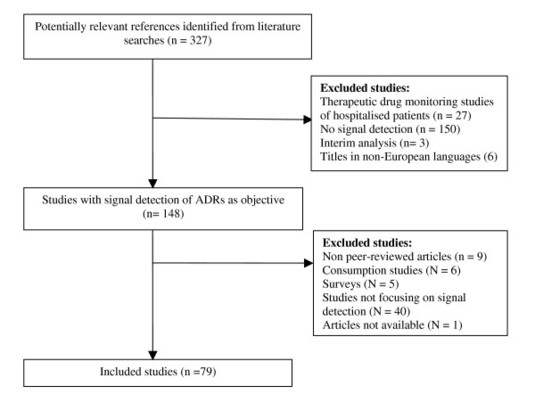 Potentially relevant references identified from literature
searches (n = 327)
Excluded studies:
Therapeutic drug monitoring studies
of hospitalised patients (n = 27)
No signal detection (n = 150)
Interim analysis (n= 3)
Titles in non-European languages (6)
Studies with signal detection of ADRs as objective
(n= 148)
Excluded studies:
Non peer-reviewed articles (n = 9)
Consumption studies (N = 6)
Surveys (N = 5)
Studies not focusing on signal
detection (N = 40)
Articles not available (N = 1)
Included studies (n =79)